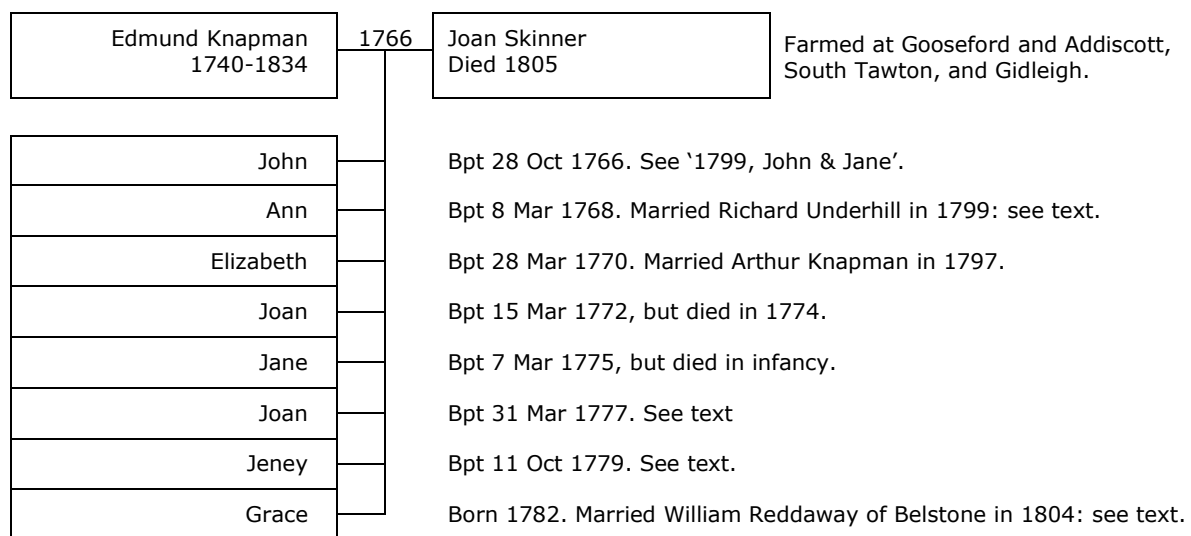 Edmund Knapman
1740-1834
1766
Joan Skinner
Died 1805
Farmed at Gooseford and Addiscott,
South Tawton, and Gidleigh.
John
Bpt 28 Oct 1766. See ‘1799, John & Jane’.
Ann
Bpt 8 Mar 1768. Married Richard Underhill in 1799: see text.
Elizabeth
Bpt 28 Mar 1770. Married Arthur Knapman in 1797.
Joan
Bpt 15 Mar 1772, but died in 1774.
Jane
Bpt 7 Mar 1775, but died in infancy.
Joan
Bpt 31 Mar 1777. See text
Jeney
Bpt 11 Oct 1779. See text.
Grace
Born 1782. Married William Reddaway of Belstone in 1804: see text.